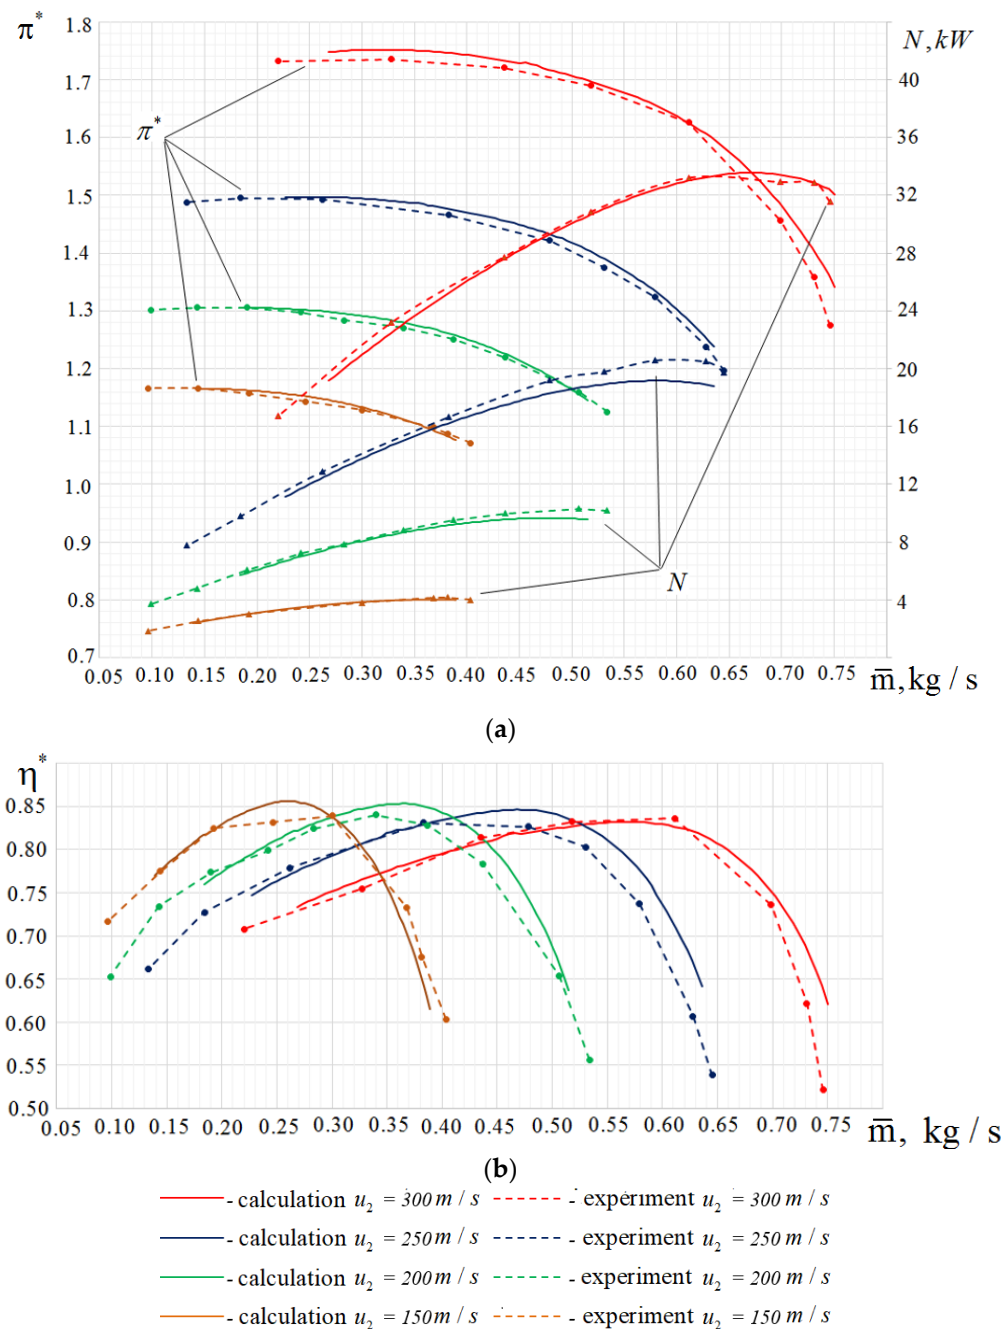 π*
N, kW
1.8
1.7 40
1.6 36
π*
1.5 32
1.4 28
1.3 24
1.2 20
1.1 16
1.0 12
0.9 8
N
0.8 4
0.7
0.05 0.10 0.15 0.20 0.25 0.30 0.35 0.40 0.45 0.50 0.55 0.60 0.65 0.70 0.75
m̅, kg / s
(a)
η*
0.85
0.80
0.75
0.70
0.65
0.60
0.55
0.50
0.05 0.10 0.15 0.20 0.25 0.30 0.35 0.40 0.45 0.50 0.55 0.60 0.65 0.70 0.75
m̅, kg / s
(b)
- calculation u₂ = 300 m / s - experiment u₂ = 300 m / s
- calculation u₂ = 250 m / s - experiment u₂ = 250 m / s
- calculation u₂ = 200 m / s - experiment u₂ = 200 m / s
- calculation u₂ = 150 m / s - experiment u₂ = 150 m / s